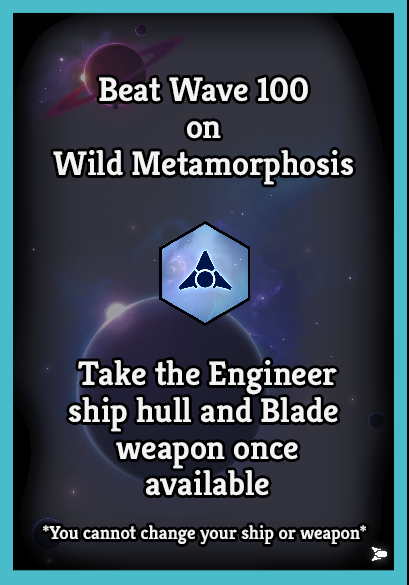 Beat Wave 100
on
Wild Metamorphosis
Take the Engineer
ship hull and Blade
weapon once
available
*You cannot change your ship or weapon*